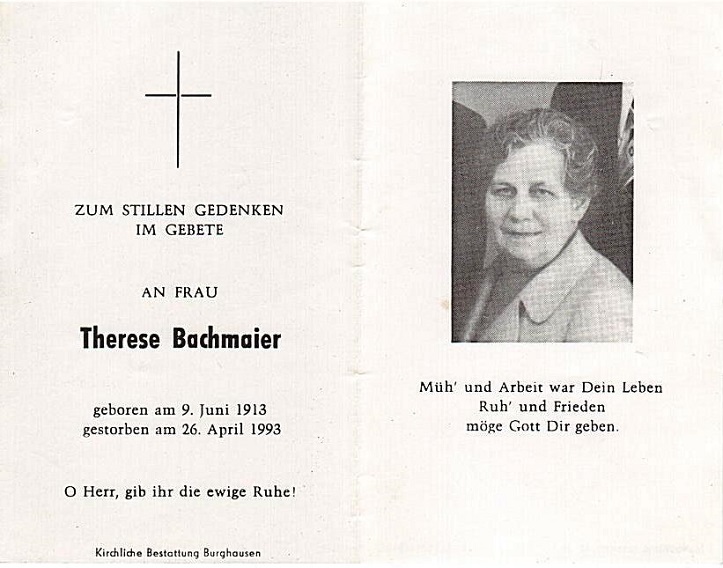 ZUM STILLEN GEDENKEN
IM GEBETE
AN FRAU
Therese Bachmaier
geboren am 9. Juni 1913
gestorben am 26. April 1993
O Herr, gib ihr die ewige Ruhe!
Kirchliche Bestattung Burghausen
Müh' und Arbeit war Dein Leben
Ruh' und Frieden
möge Gott Dir geben.